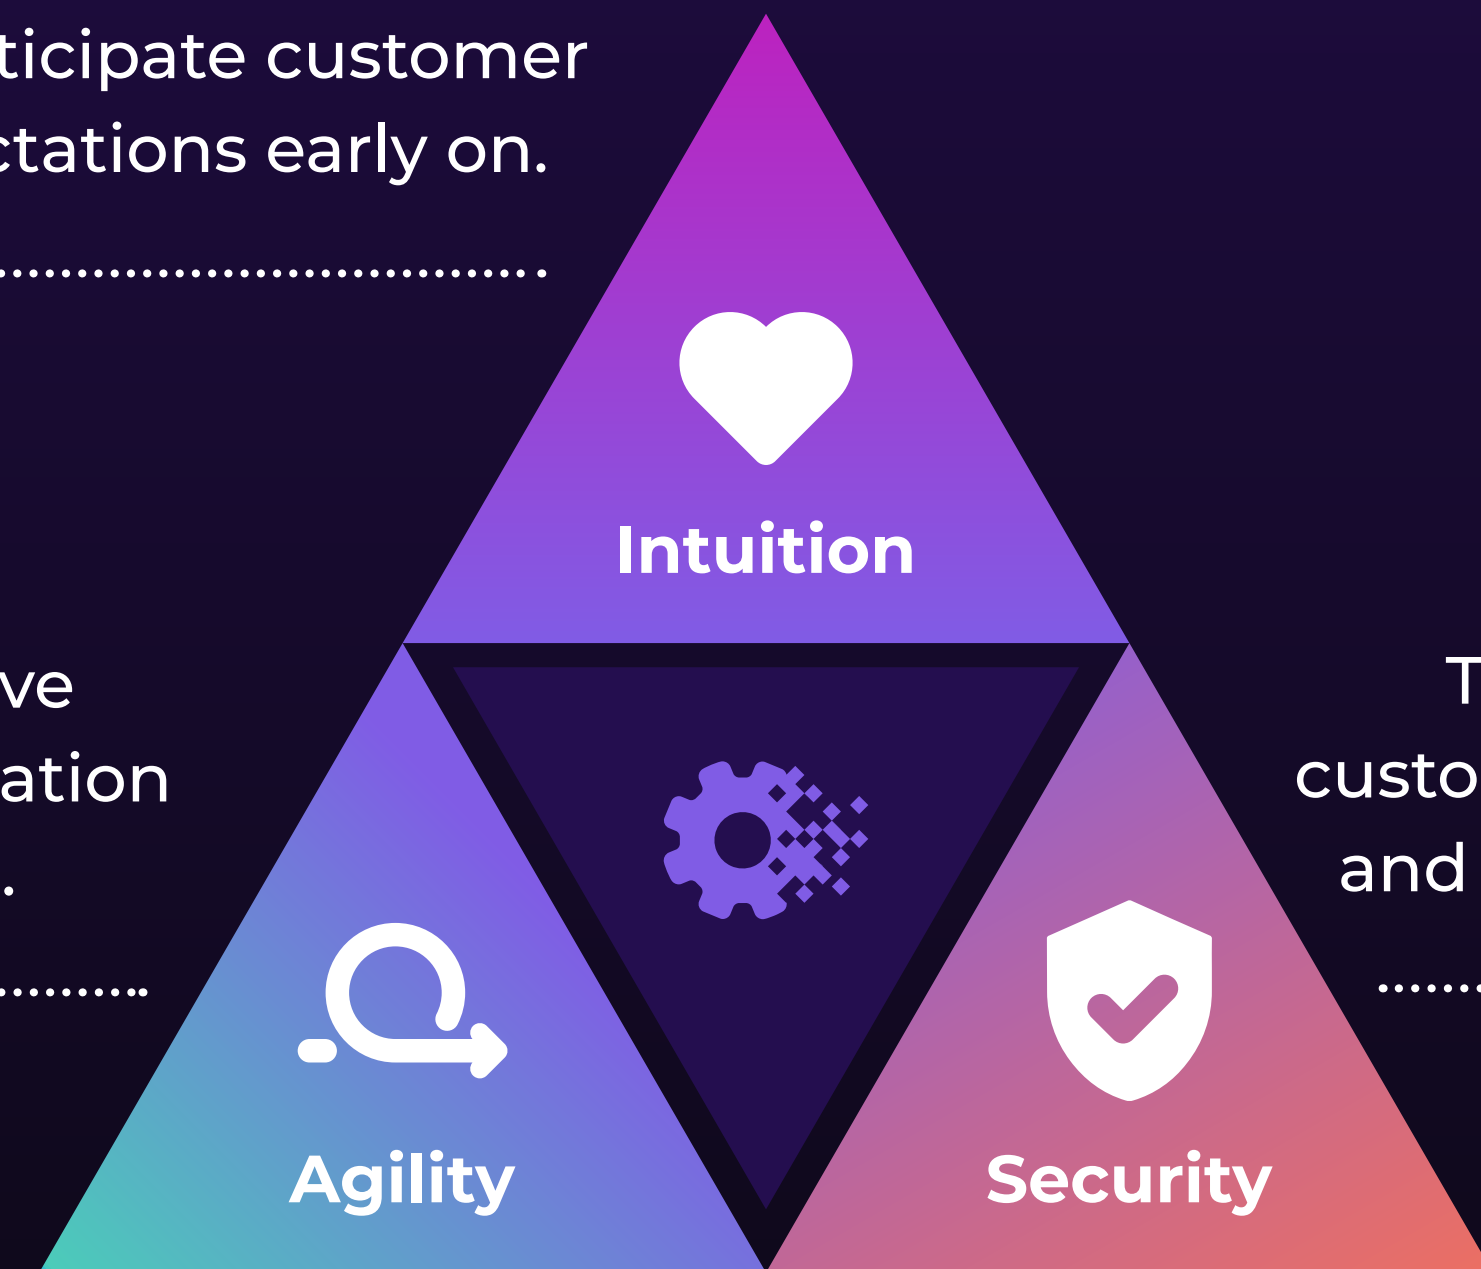 ticipate customer
ctations early on.
Intuition
ve
ation
.
T
custo
and
Agility
Security